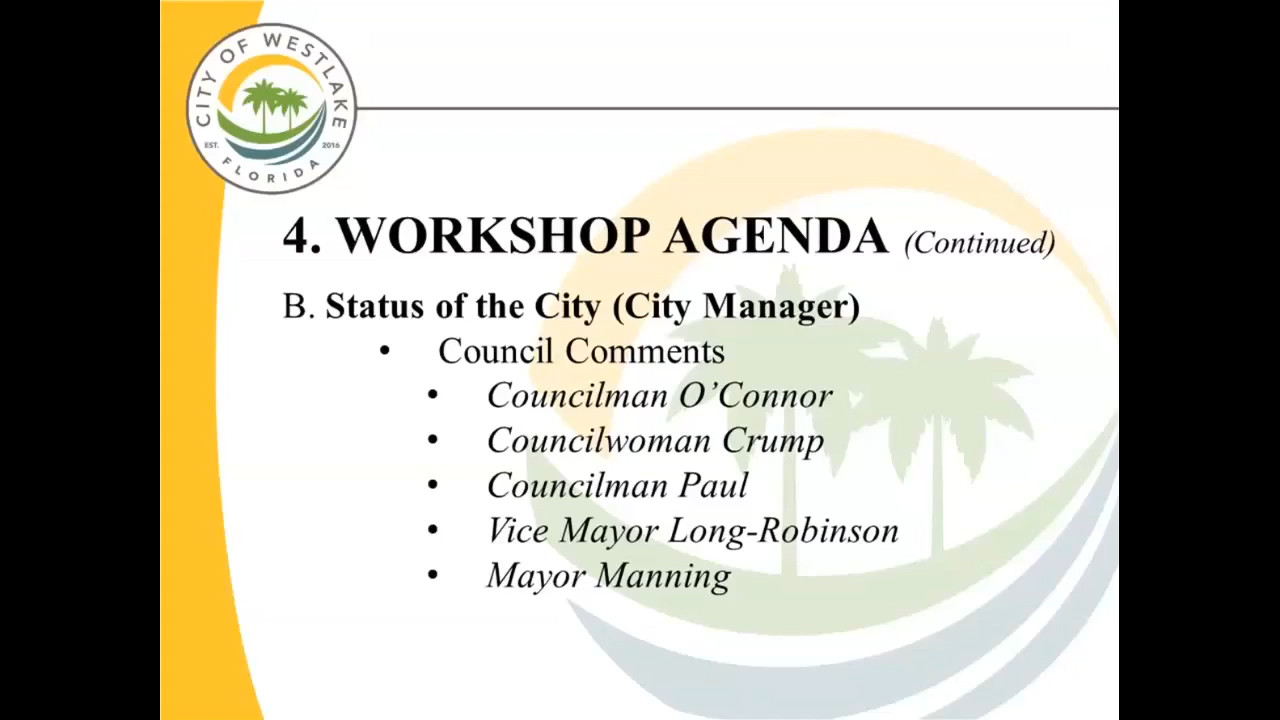 CITY OF WESTLAKE
EST. 2016
FLORIDA
4. WORKSHOP AGENDA (Continued)
B. Status of the City (City Manager)
• Council Comments
• Councilman O’Connor
• Councilwoman Crump
• Councilman Paul
• Vice Mayor Long-Robinson
• Mayor Manning